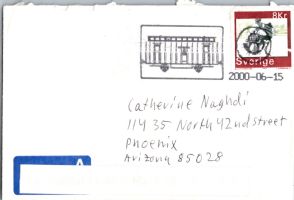 8Kr
Sverige
2000-06-15
Catherine Naghdi
114 35 North 42nd street
Phoenix
Arizona 85028
A